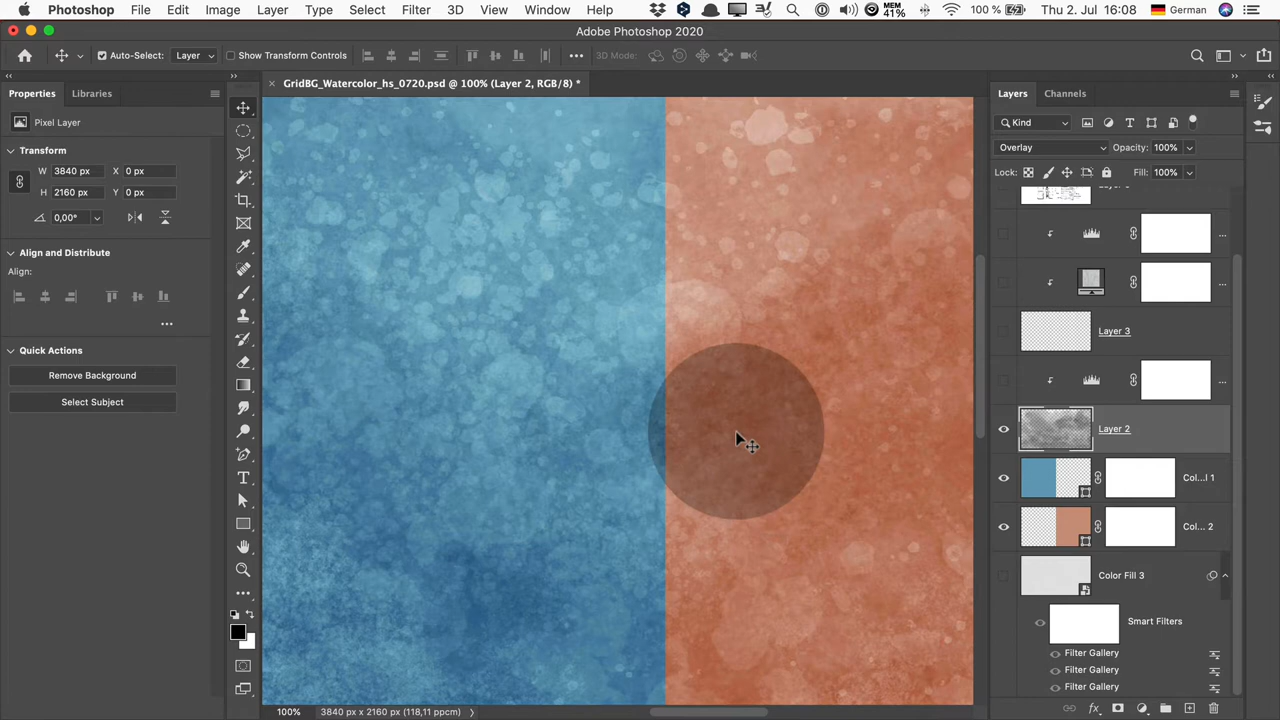 Photoshop File Edit Image Layer Type Select Filter 3D View Window Help MEM 41% 100 % Thu 2. Jul 16:08 German
Adobe Photoshop 2020
Auto-Select: Layer Show Transform Controls 3D Mode:
Properties Libraries
GridBG_Watercolor_hs_0720.psd @ 100% (Layer 2, RGB/8) *
Layers Channels
Pixel Layer
Kind
Transform
Overlay Opacity: 100%
W 3840 px X 0 px
Lock: Fill: 100%
H 2160 px Y 0 px
0,00°
Align and Distribute
Align:
Layer 3
Quick Actions
Remove Background
Select Subject
Layer 2
Col...l 1
Col... 2
Color Fill 3
Smart Filters
Filter Gallery
Filter Gallery
Filter Gallery
100% 3840 px x 2160 px (118,11 ppcm)